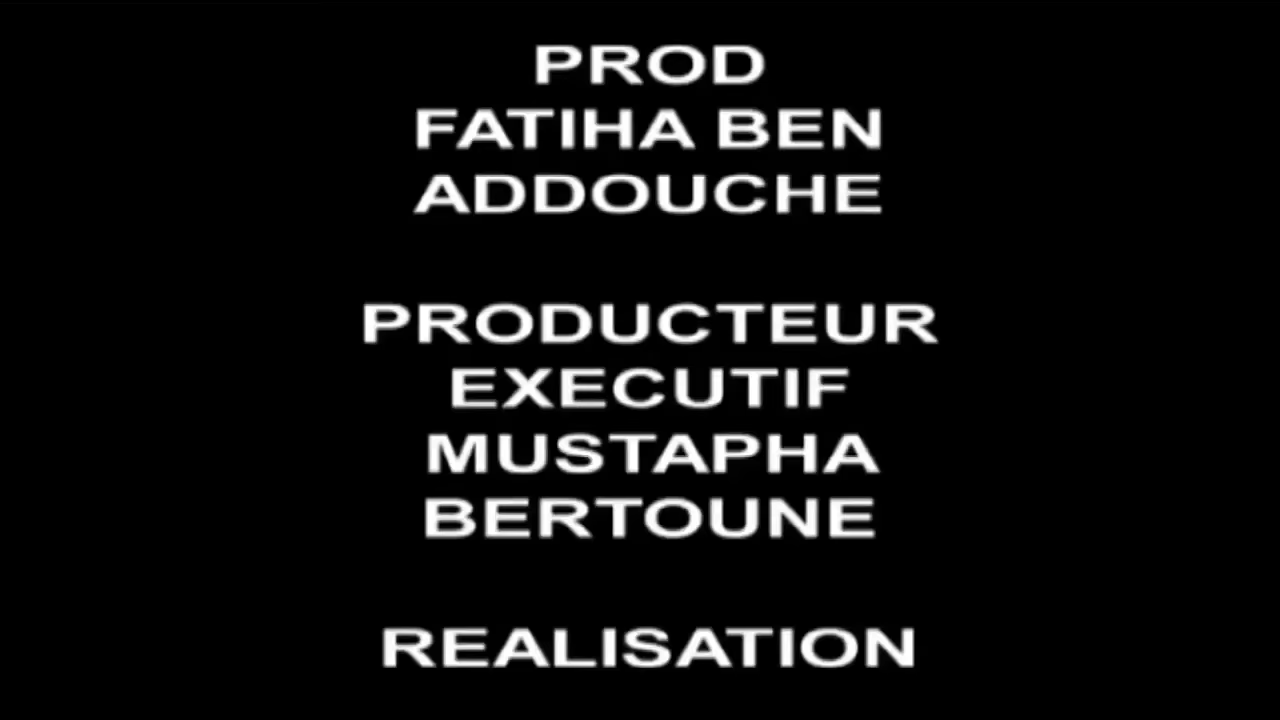 PROD
FATIHA BEN
ADDOUCHE
PRODUCTEUR
EXECUTIF
MUSTAPHA
BERTOUNE
REALISATION